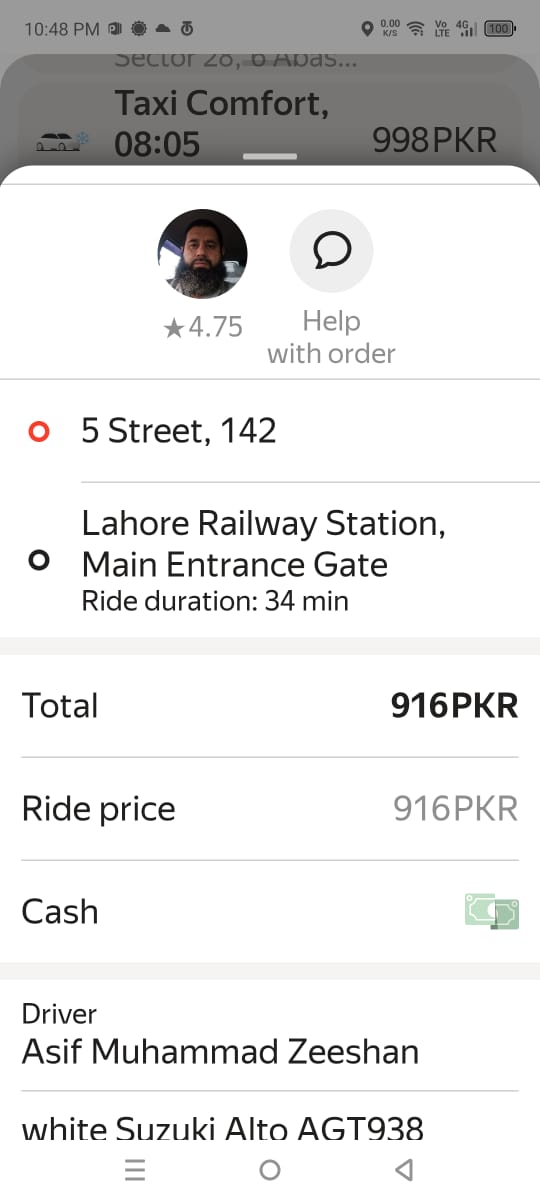 10:48 PM
0.00 K/S
Vo LTE
4G
100
Sector 28, 6 Abas...
Taxi Comfort,
08:05
998PKR
★4.75
Help
with order
5 Street, 142
Lahore Railway Station,
Main Entrance Gate
Ride duration: 34 min
Total
916PKR
Ride price
916PKR
Cash
Driver
Asif Muhammad Zeeshan
white Suzuki Alto AGT938